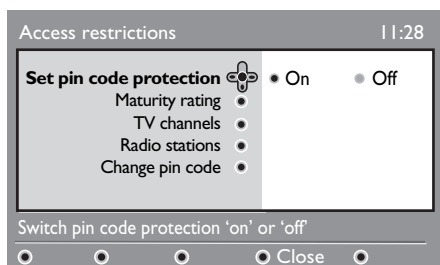 Access restrictions 11:28
Set pin code protection On Off
Maturity rating
TV channels
Radio stations
Change pin code
Switch pin code protection ‘on’ or ‘off’
Close